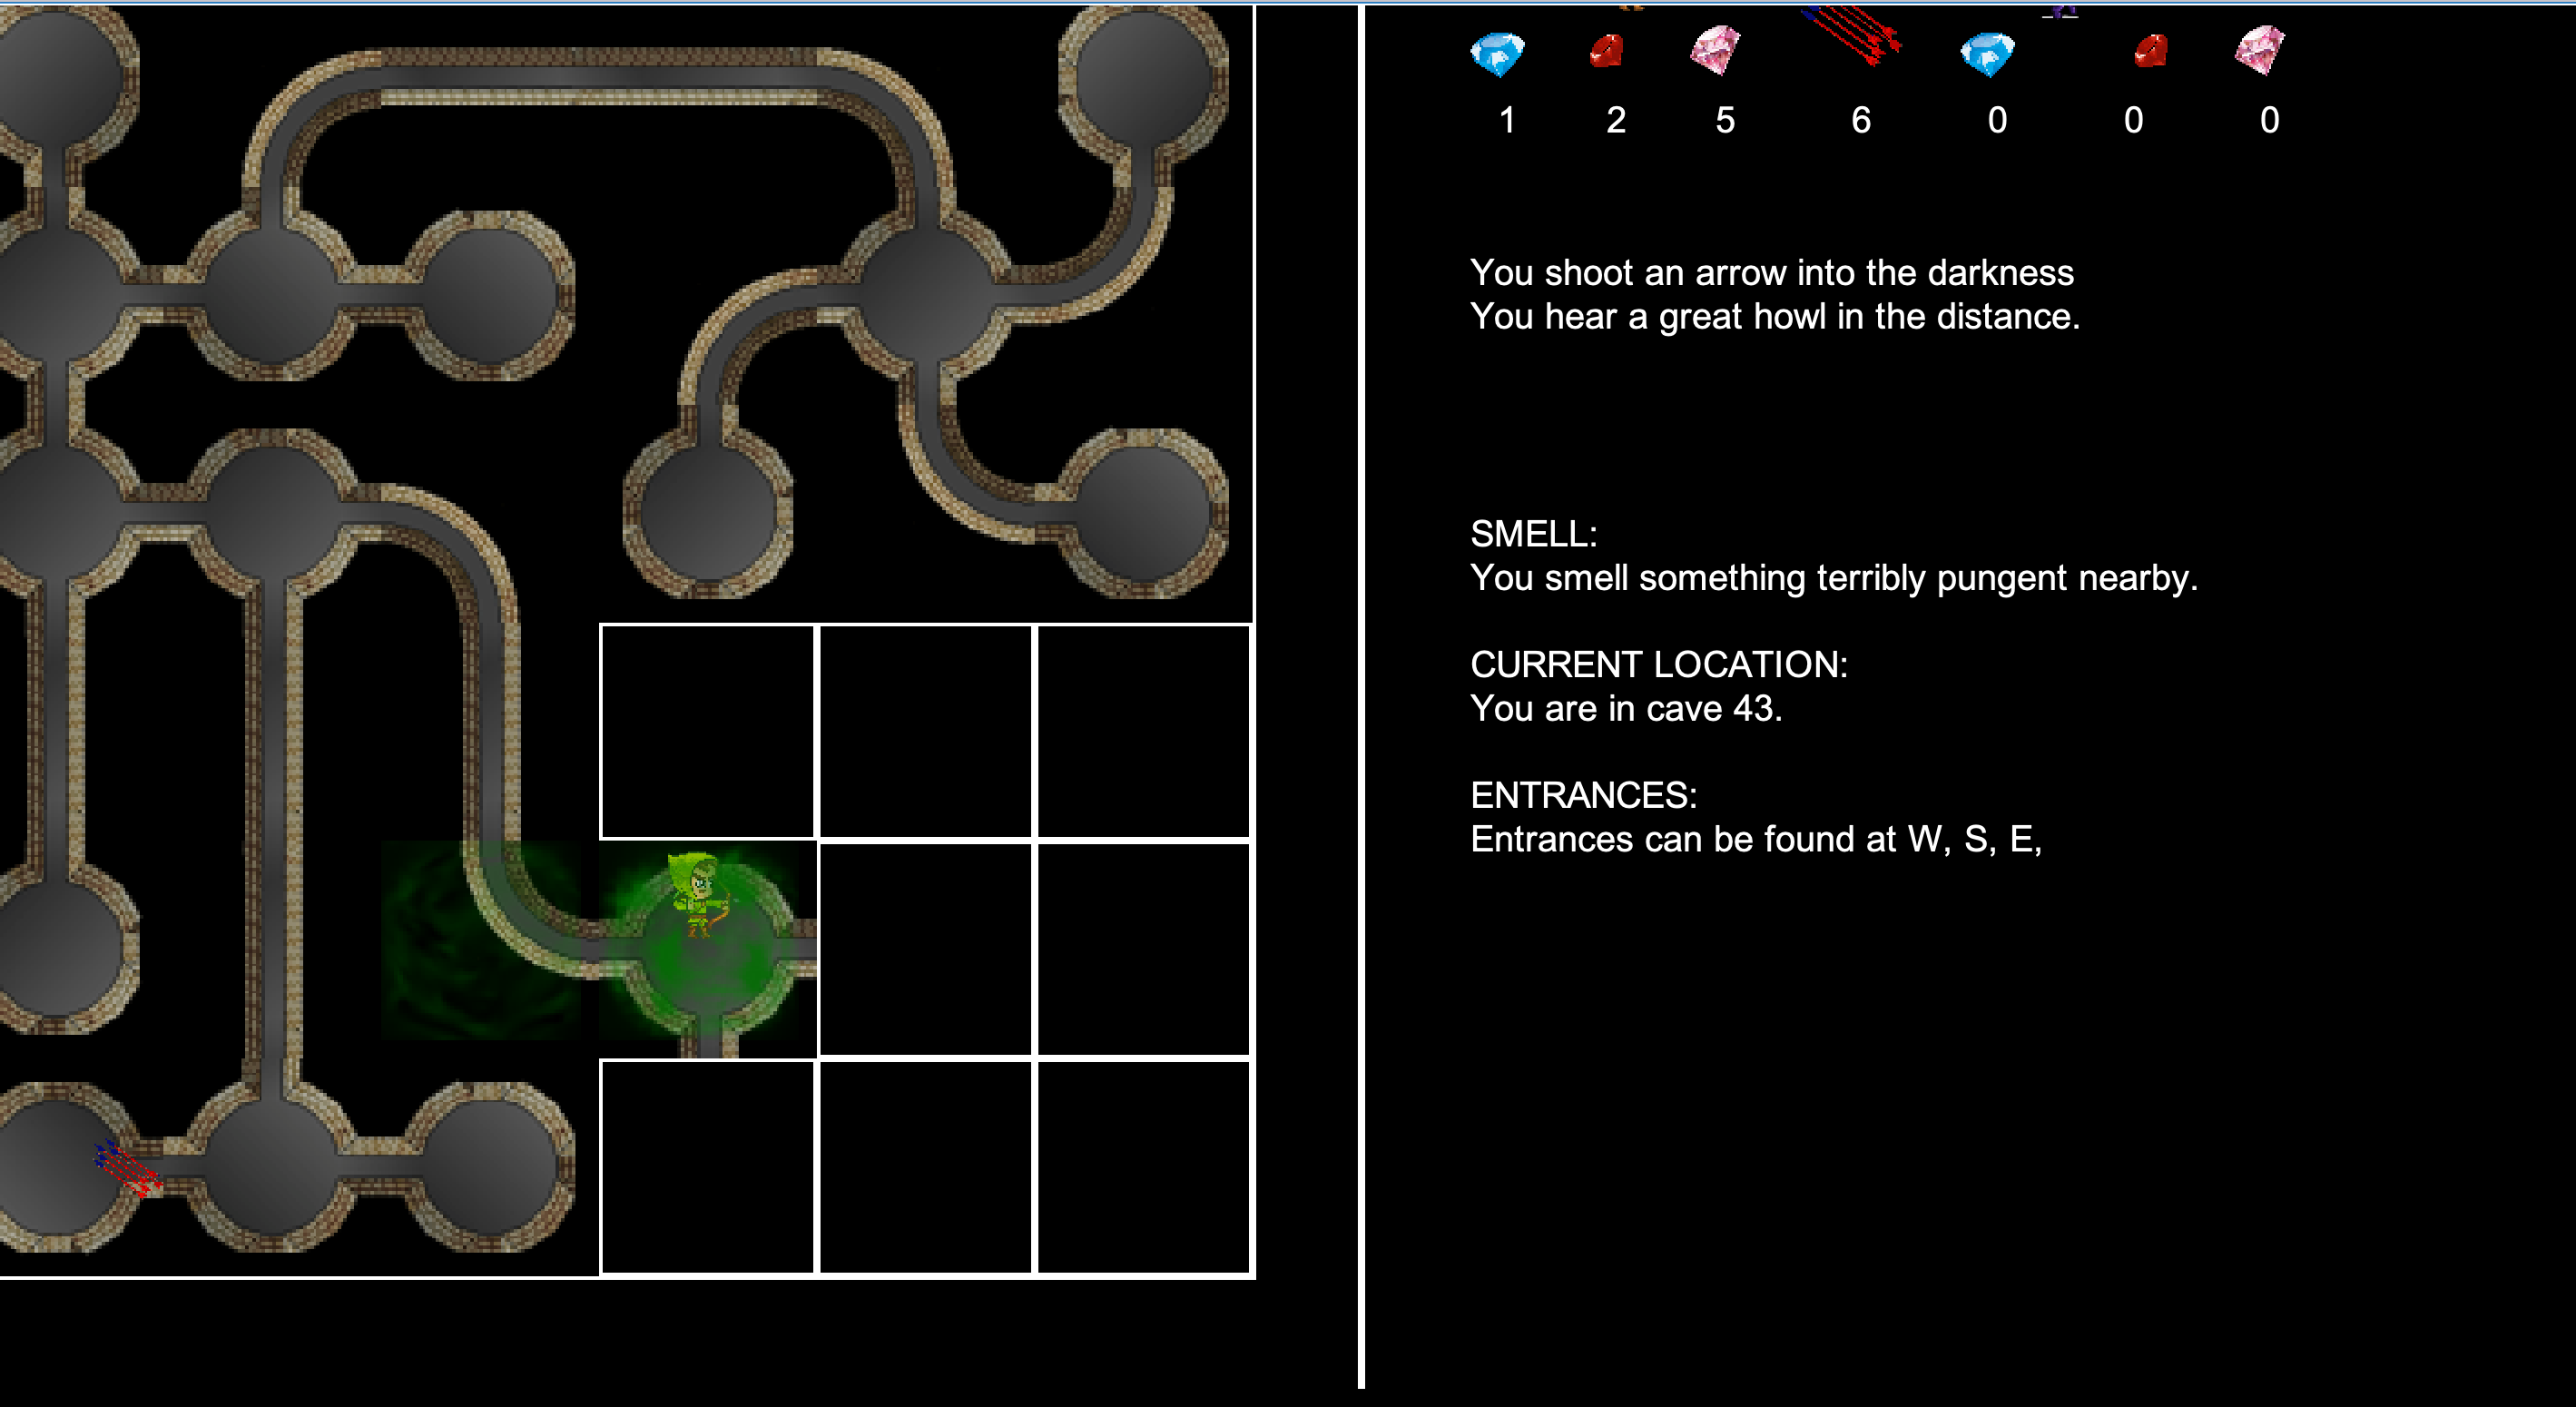 1 2 5 6 0 0 0
You shoot an arrow into the darkness
You hear a great howl in the distance.
SMELL:
You smell something terribly pungent nearby.
CURRENT LOCATION:
You are in cave 43.
ENTRANCES:
Entrances can be found at W, S, E,